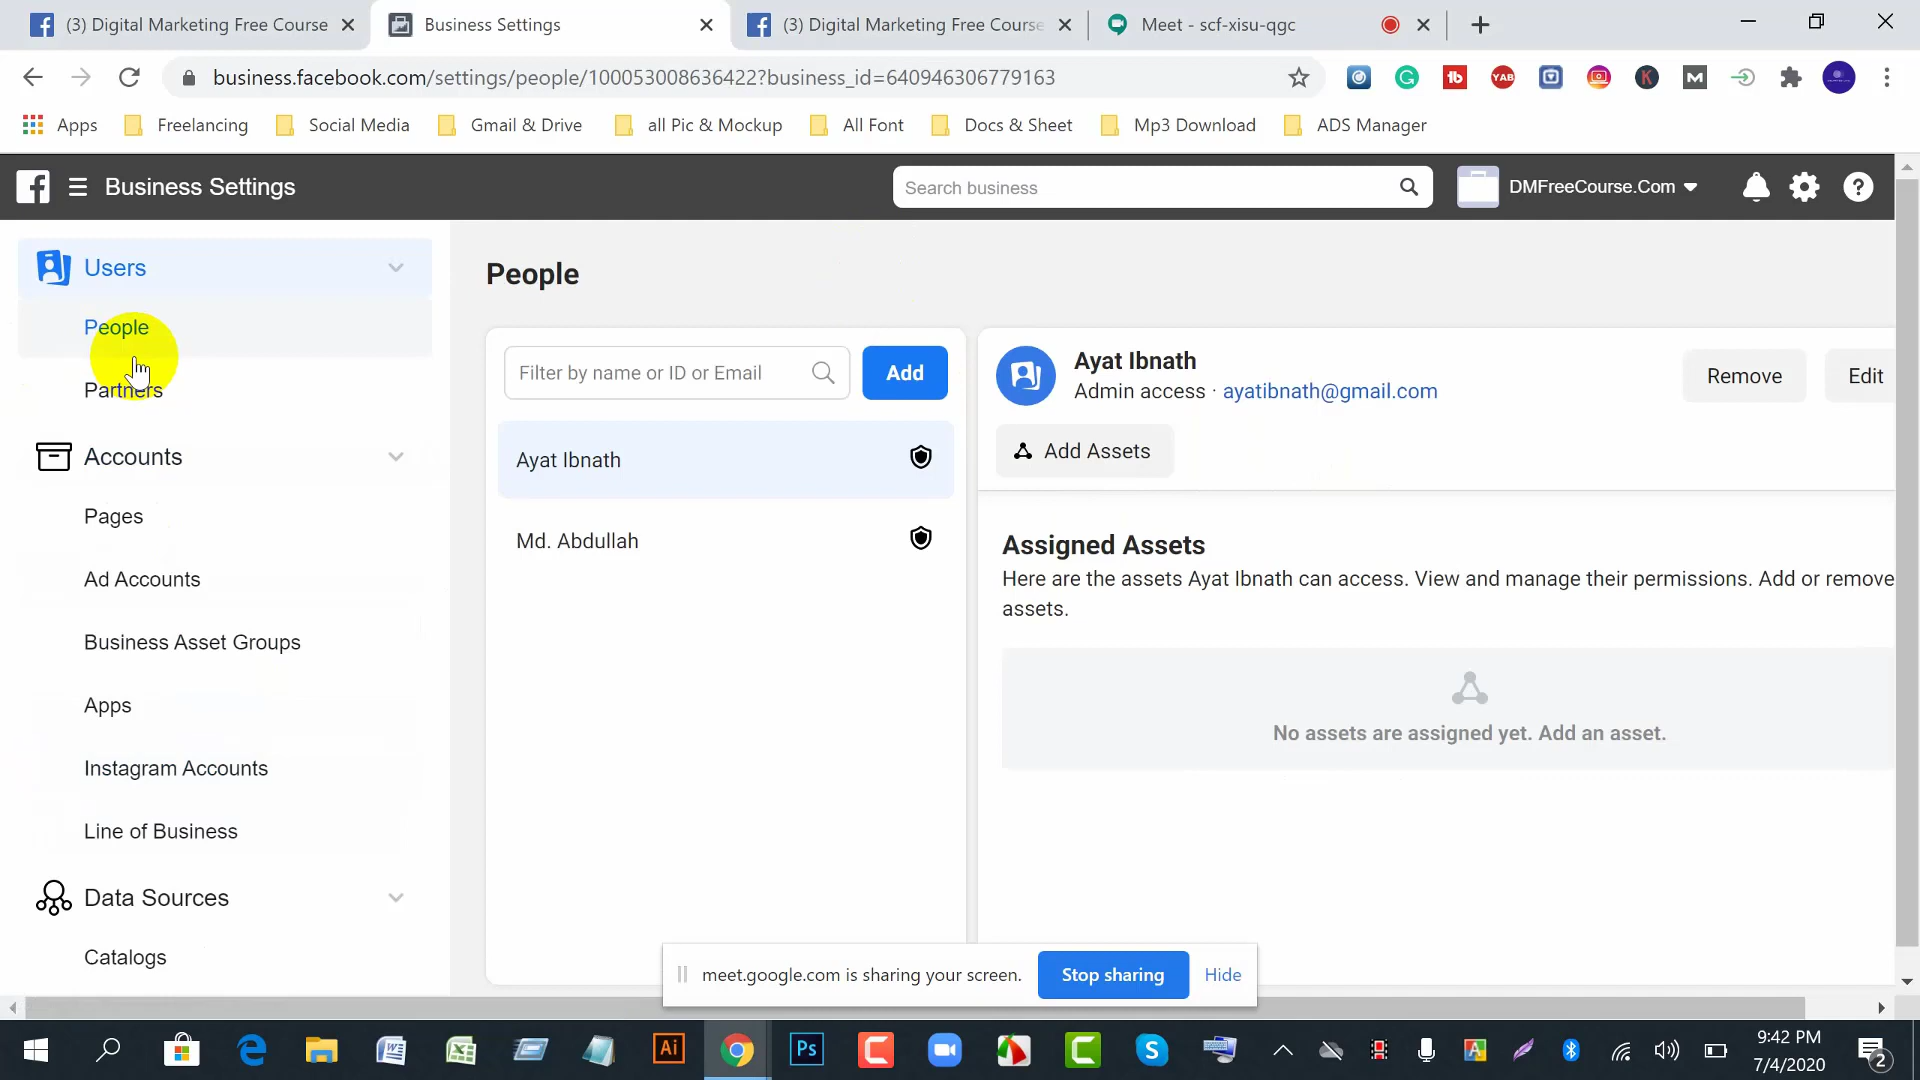 (3) Digital Marketing Free Course
Business Settings
(3) Digital Marketing Free Course
Meet - scf-xisu-qgc
business.facebook.com/settings/people/100053008636422?business_id=640946306779163
Apps
Freelancing
Social Media
Gmail & Drive
all Pic & Mockup
All Font
Docs & Sheet
Mp3 Download
ADS Manager
Business Settings
Search business
DMFreeCourse.Com
Users
People
Partners
Accounts
Pages
Ad Accounts
Business Asset Groups
Apps
Instagram Accounts
Line of Business
Data Sources
Catalogs
People
Filter by name or ID or Email
Add
Ayat Ibnath
Md. Abdullah
Ayat Ibnath
Admin access · ayatibnath@gmail.com
Remove
Edit
Add Assets
Assigned Assets
Here are the assets Ayat Ibnath can access. View and manage their permissions. Add or remove
assets.
No assets are assigned yet. Add an asset.
meet.google.com is sharing your screen.
Stop sharing
Hide
9:42 PM
7/4/2020
2